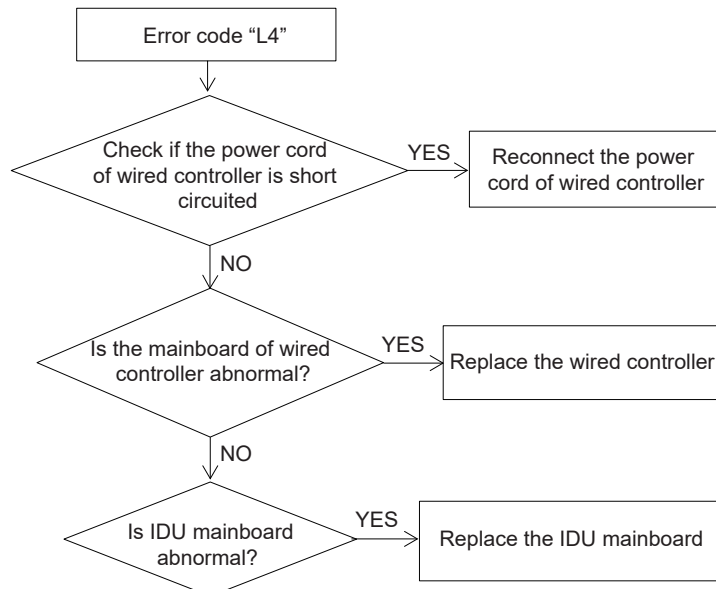 Error code “L4”
Check if the power cord
of wired controller is short
circuited
YES
Reconnect the power
cord of wired controller
NO
Is the mainboard of wired
controller abnormal?
YES
Replace the wired controller
NO
Is IDU mainboard
abnormal?
YES
Replace the IDU mainboard